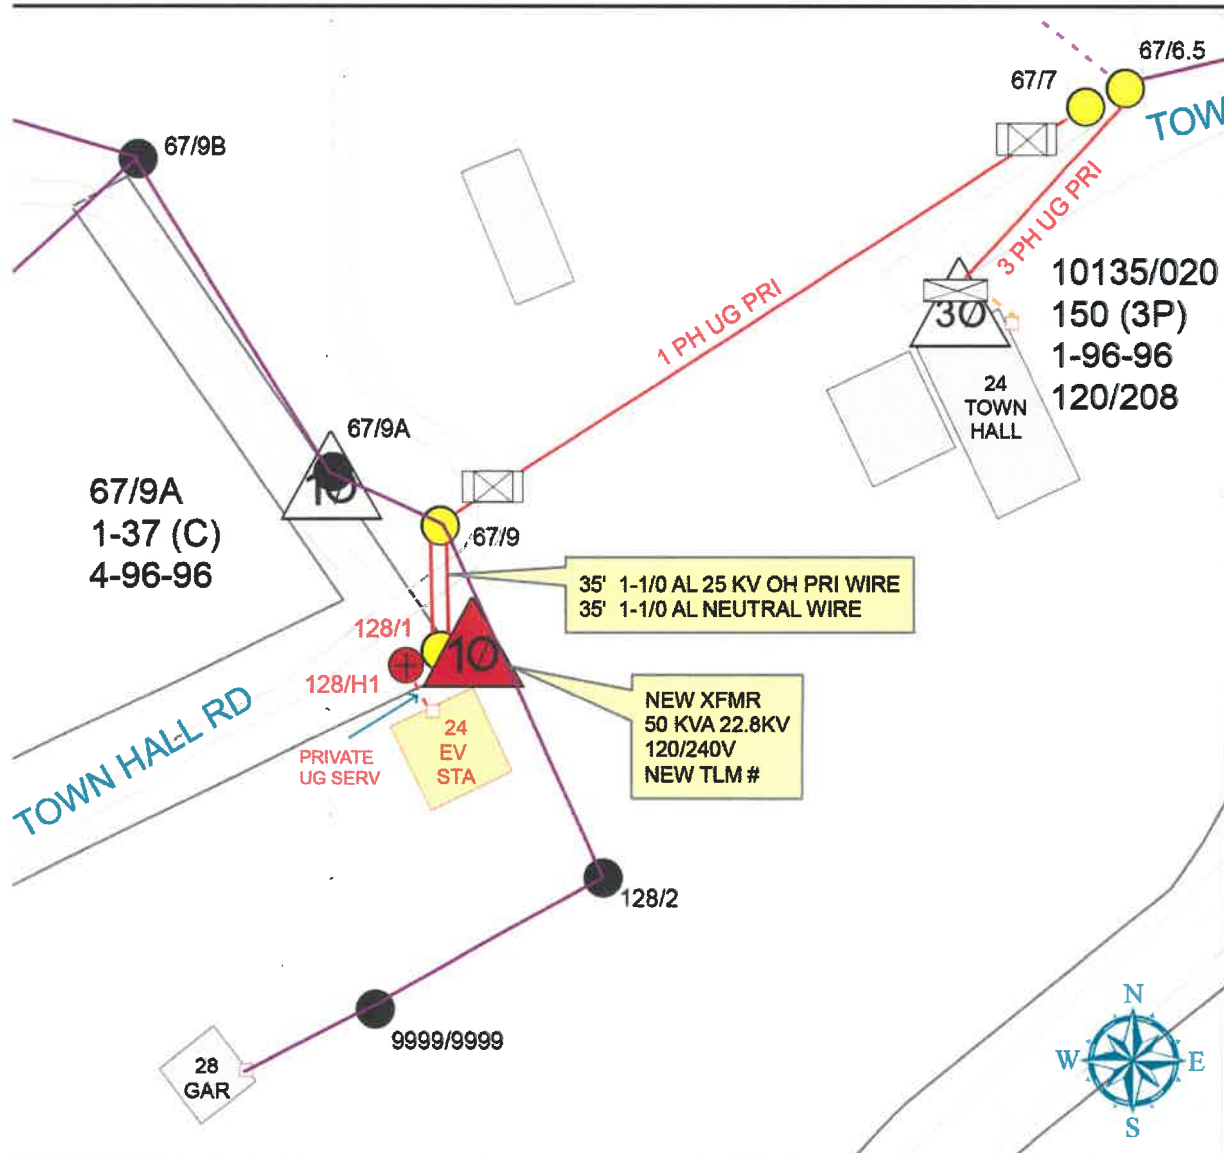 67/6.5
67/7
TOW
67/9B
1 PH UG PRI
3 PH UG PRI
10135/020
150 (3P)
1-96-96
120/208
3Ø
24
TOWN
HALL
67/9A
1Ø
67/9A
1-37 (C)
4-96-96
67/9
35' 1-1/0 AL 25 KV OH PRI WIRE
35' 1-1/0 AL NEUTRAL WIRE
128/1
1Ø
128/H1
NEW XFMR
50 KVA 22.8KV
120/240V
NEW TLM #
TOWN HALL RD
PRIVATE
UG SERV
24
EV
STA
128/2
9999/9999
28
GAR
N
W
E
S